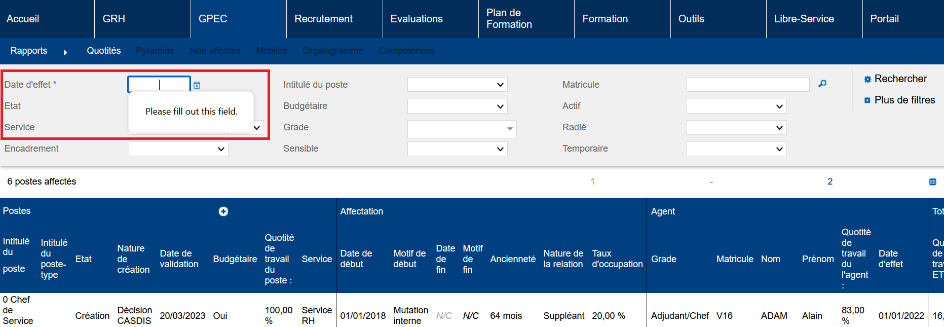 Accueil GRH GPEC Recrutement Evaluations Plan de Formation Formation Outils Libre-Service Portail
Rapports Quotités Pyramide Non affectés Mobilité Organigramme Compétences
Date d'effet * Intitulé du poste Matricule Rechercher
Please fill out this field.
Etat Budgétaire Actif Plus de filtres
Service Grade Radié
Encadrement Sensible Temporaire
6 postes affectés 1 - 2
Postes Affectation Agent Tot
Intitulé du poste
Intitulé du poste-type
Etat
Nature de création
Date de validation
Budgétaire
Quotité de travail du poste :
Service
Date de début
Motif de début
Date de fin
Motif de fin
Ancienneté
Nature de la relation
Taux d'occupation
Grade
Matricule
Nom
Prénom
Quotité de travail de l'agent :
Date d'effet
Qu de tra ET
0 Chef de Service
Création
Décision CASDIS
20/03/2023
Oui
100,00 %
Service RH
01/01/2018
Mutation interne
N/C
N/C
64 mois
Suppléant
20,00 %
Adjudant/Chef
V16
ADAM
Alain
83,00 %
01/01/2022
16,